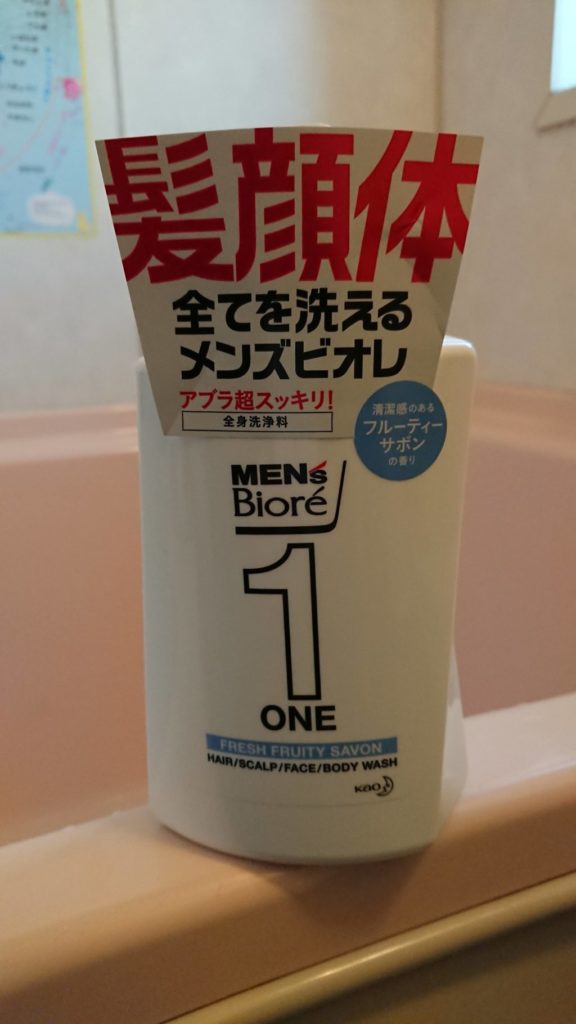 髪顔体
全てを洗える
メンズビオレ
アブラ超スッキリ!
全身洗浄料
清潔感のある
フルーティー
サボン
の香り
MEN's
Bioré
1
ONE
FRESH FRUITY SAVON
HAIR/SCALP/FACE/BODY WASH
Kao